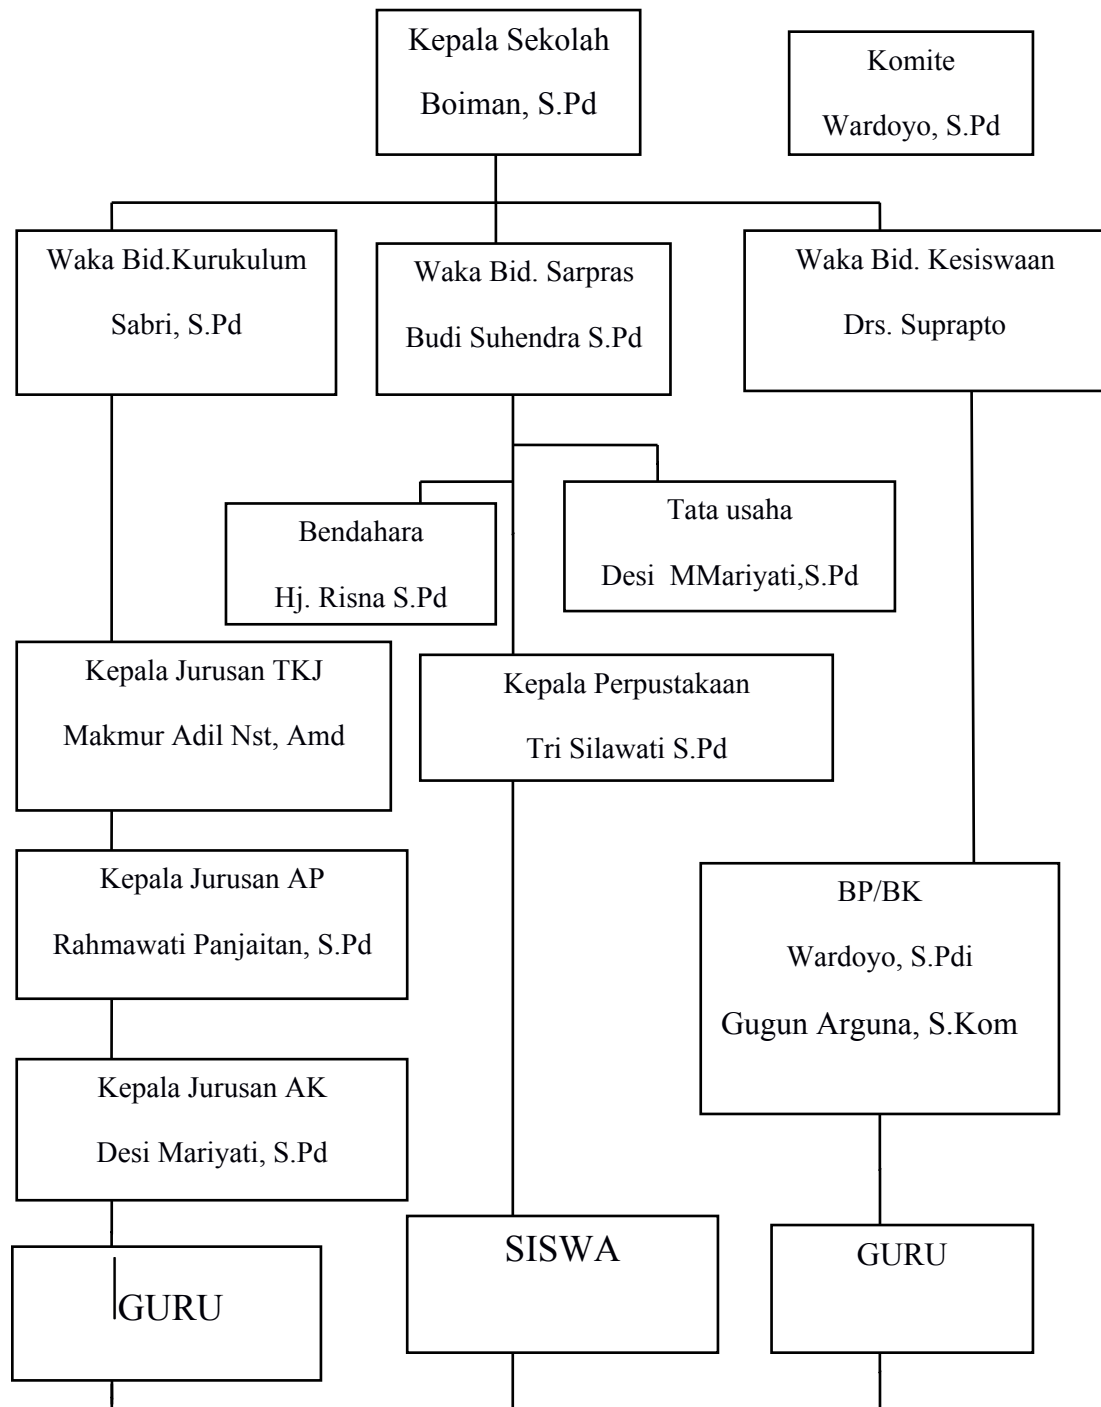 Kepala Sekolah
Boiman, S.Pd
Komite
Wardoyo, S.Pd
Waka Bid.Kurukulum
Sabri, S.Pd
Waka Bid. Sarpras
Budi Suhendra S.Pd
Waka Bid. Kesiswaan
Drs. Suprapto
Bendahara
Hj. Risna S.Pd
Tata usaha
Desi  MMariyati,S.Pd
Kepala Jurusan TKJ
Makmur Adil Nst, Amd
Kepala Perpustakaan
Tri Silawati S.Pd
Kepala Jurusan AP
Rahmawati Panjaitan, S.Pd
BP/BK
Wardoyo, S.Pdi
Gugun Arguna, S.Kom
Kepala Jurusan AK
Desi Mariyati, S.Pd
GURU
SISWA
GURU